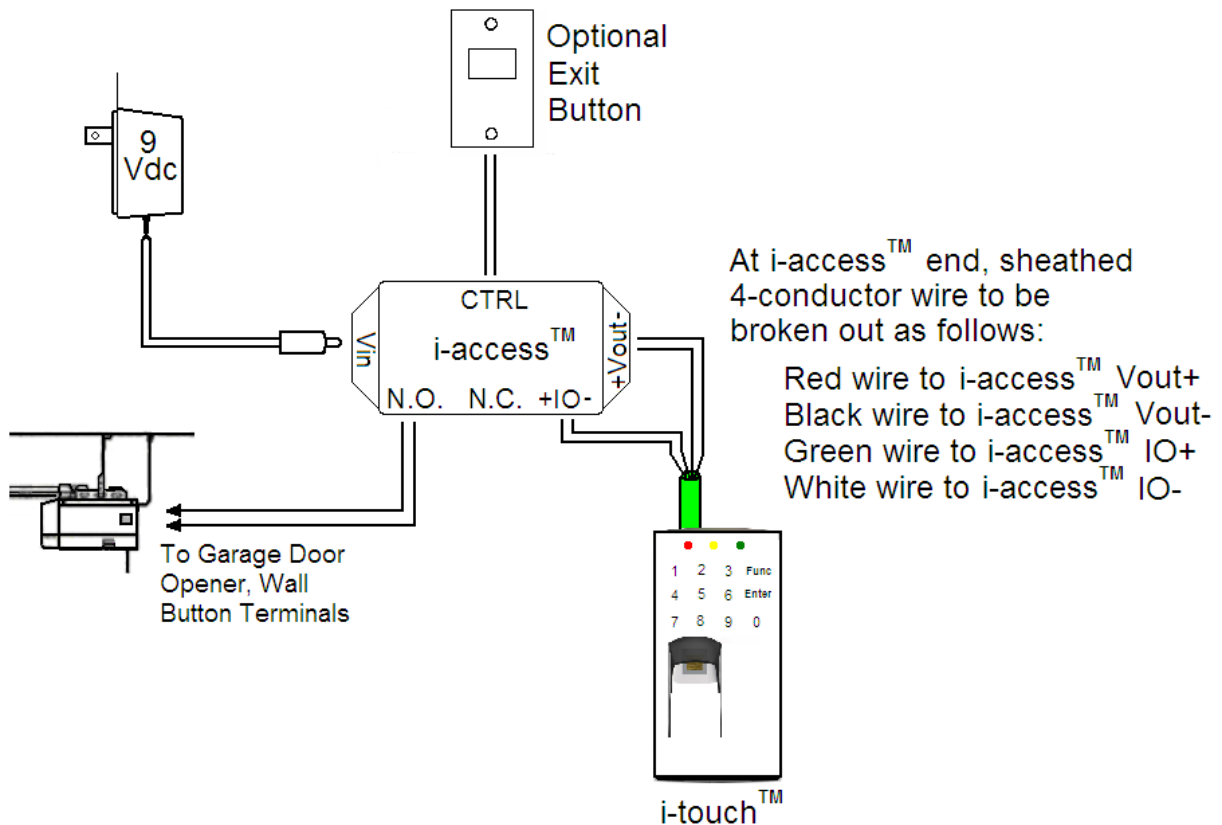 Optional
Exit
Button
9
Vdc
At i-access™ end, sheathed
4-conductor wire to be
broken out as follows:
Red wire to i-access™ Vout+
Black wire to i-access™ Vout-
Green wire to i-access™ IO+
White wire to i-access™ IO-
CTRL
Vin
i-access™
+Vout-
N.O. N.C. +IO-
To Garage Door
Opener, Wall
Button Terminals
1 2 3 Func
4 5 6 Enter
7 8 9 0
i-touch™